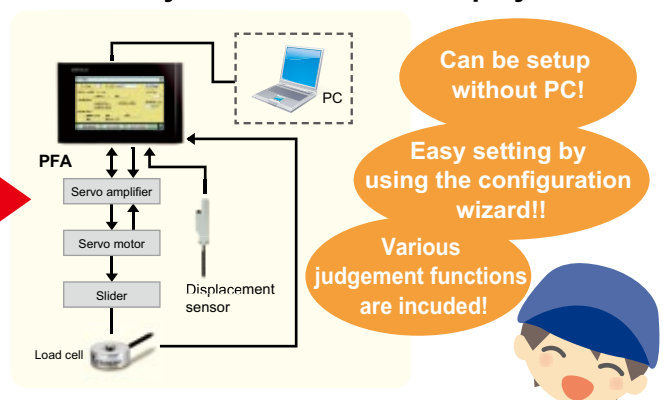 PC
PFA
Servo amplifier
Servo motor
Slider
Load cell
Displacement
sensor
Can be setup
without PC!
Easy setting by
using the configuration
wizard!!
Various
judgement functions
are incuded!